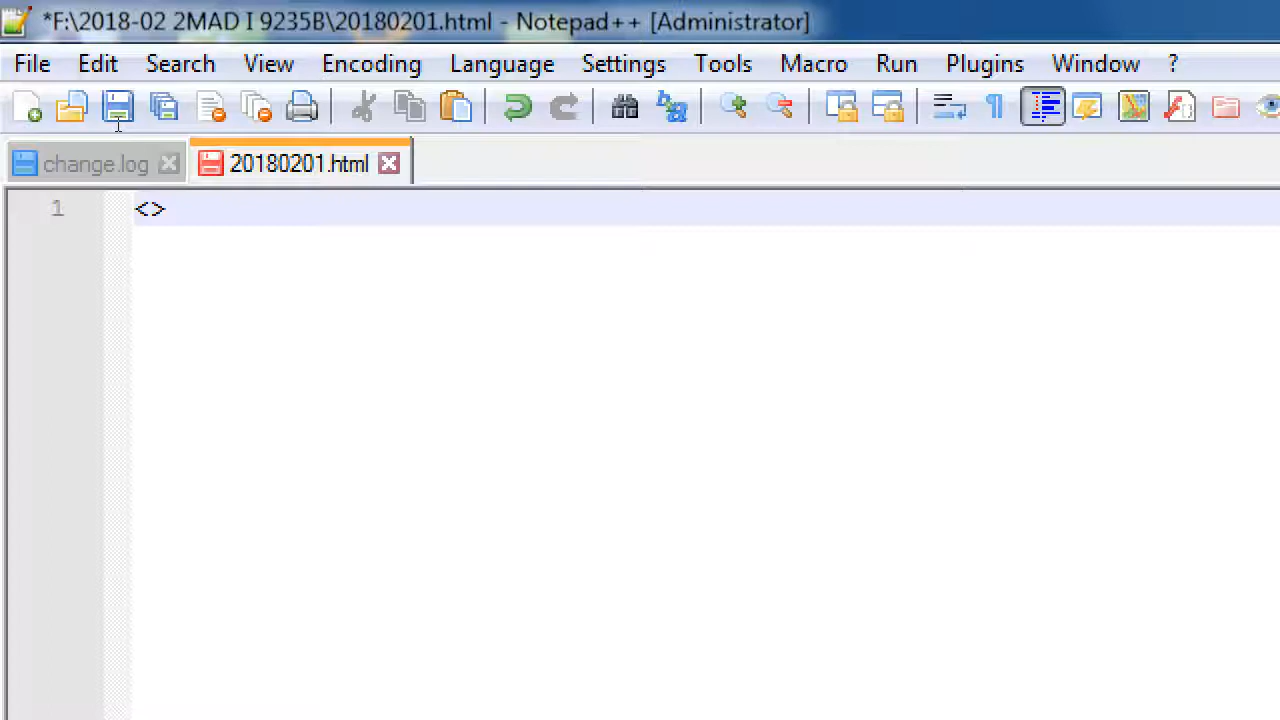 *F:\2018-02 2MAD I 9235B\20180201.html - Notepad++ [Administrator]
File Edit Search View Encoding Language Settings Tools Macro Run Plugins Window ?
change.log 20180201.html
1 <>